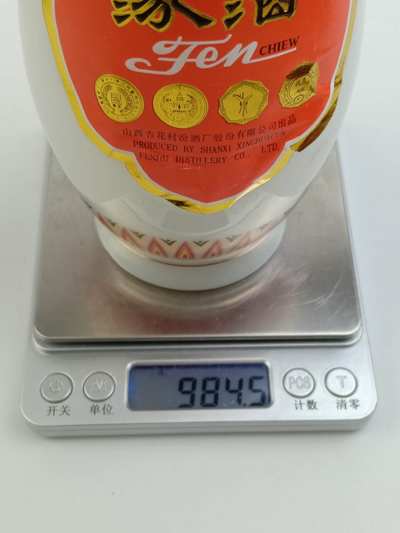 汾酒
Fen CHIEW
山西杏花村汾酒厂股份有限公司出品
PRODUCED BY SHANXI XINGHUACUN
FENJIU DISTILLERY CO., LTD.
984.5
PCS
T
开关
单位
计数
清零